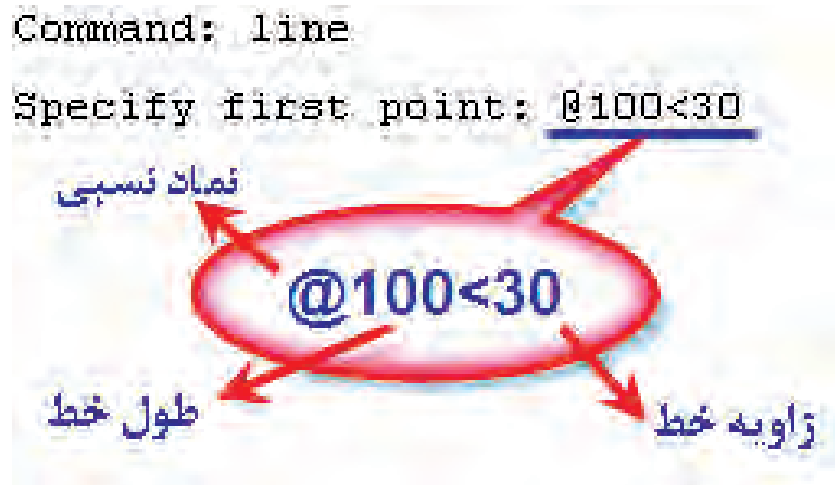 Command: line
Specify first point: @100<30
نماد نسبی
@100<30
طول خط
زاویه خط